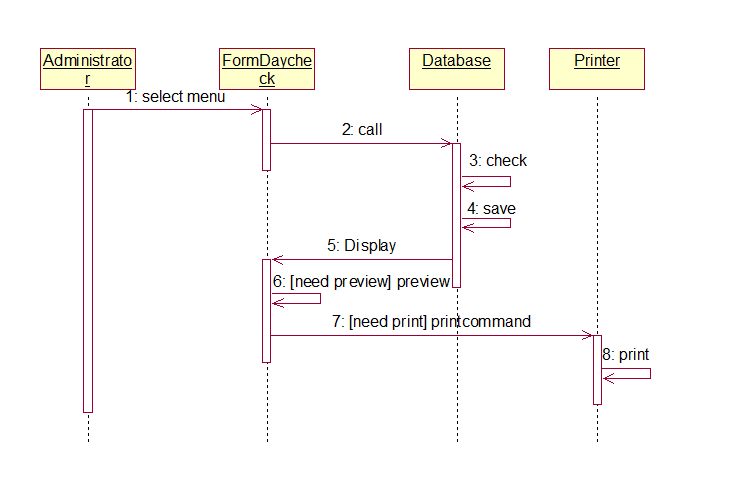 Administrato
r
FormDayche
ck
Database
Printer
1: select menu
2: call
3: check
4: save
5: Display
6: [need preview] preview
7: [need print] printcommand
8: print